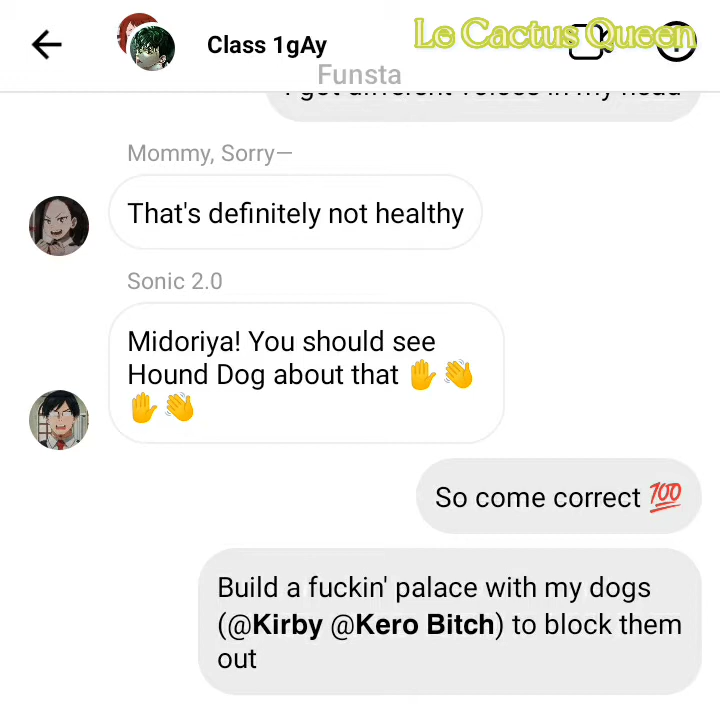 Class 1gAy
Le Cactus Queen
Funsta
I got different voices in my head
Mommy, Sorry—
That's definitely not healthy
Sonic 2.0
Midoriya! You should see
Hound Dog about that ✋ 👋
✋ 👋
So come correct 💯
Build a fuckin' palace with my dogs
(@Kirby @Kero Bitch) to block them
out